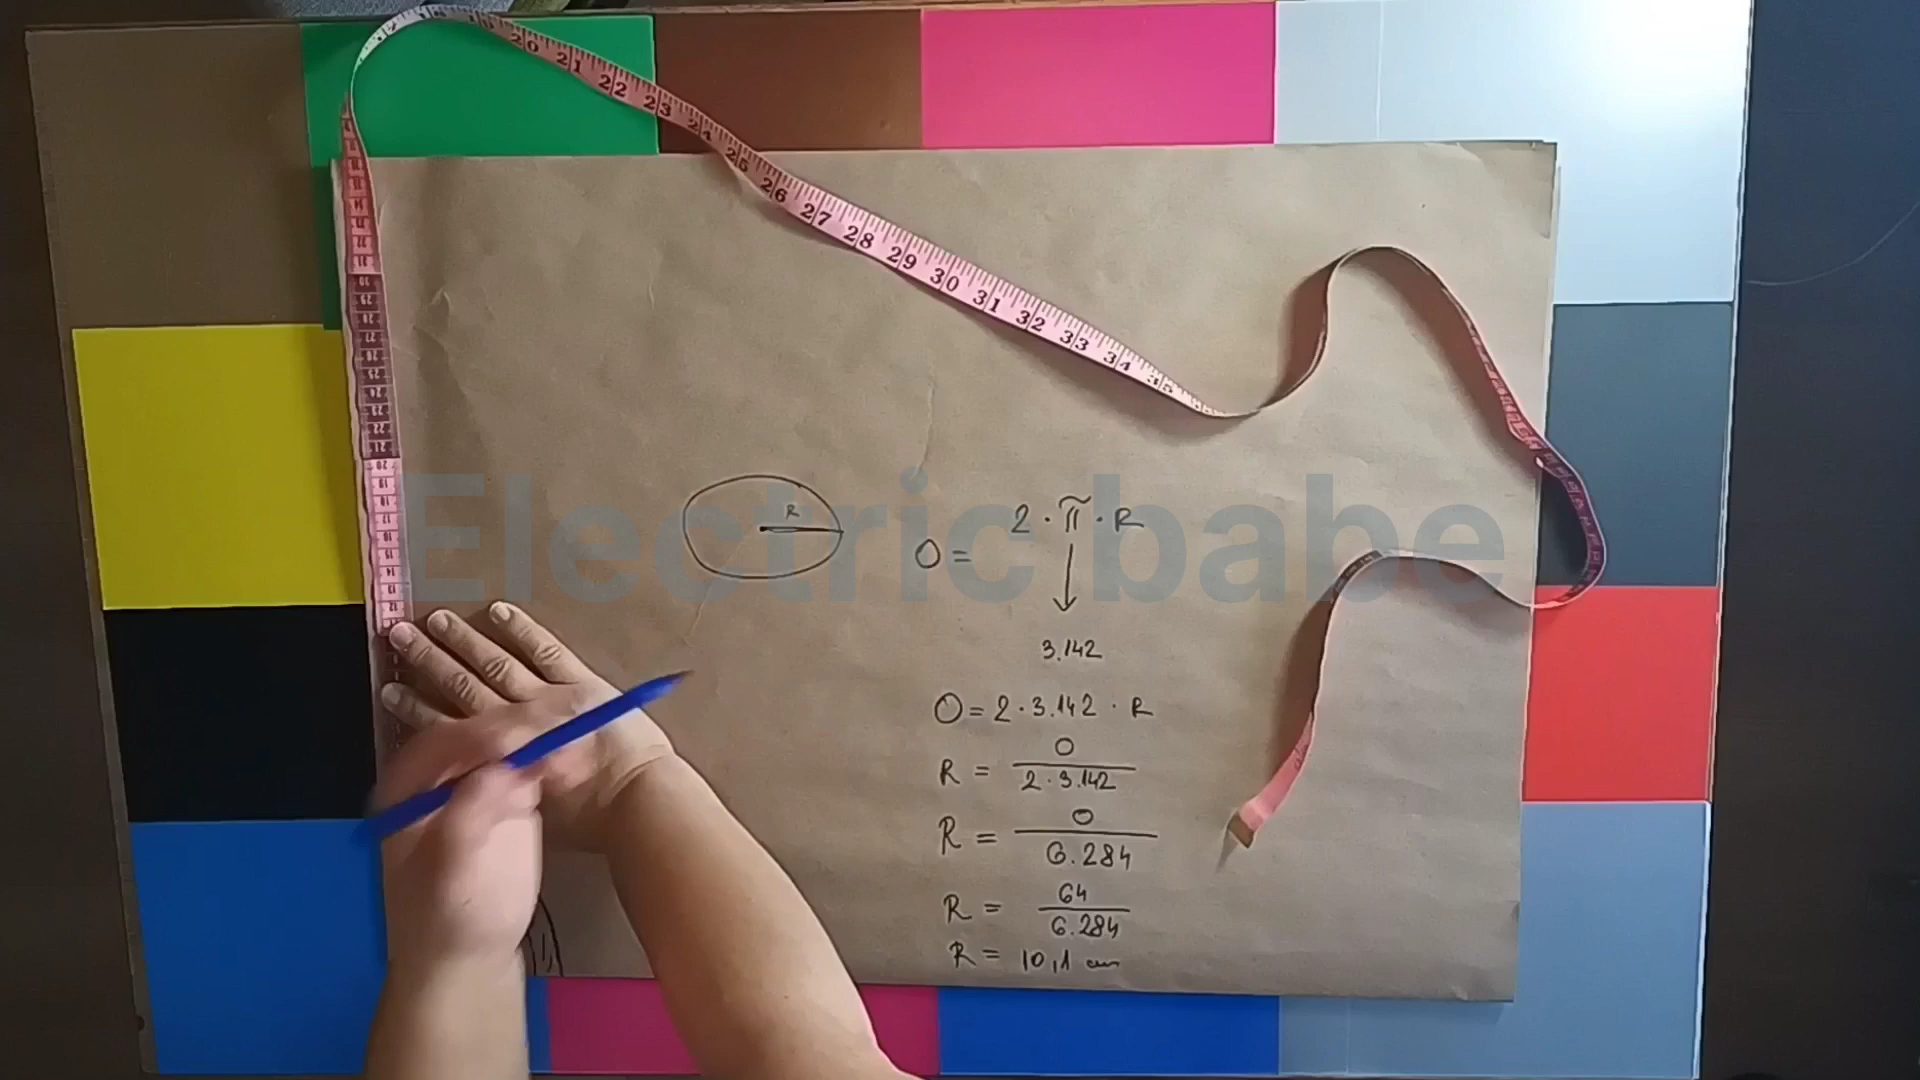 20 21 22 23 24 25 26 27 28 29 30 31 32 33 34 35
Electric babe
R
O = 2 · π · R
3.142
O = 2 · 3.142 · R
R = O / 2 · 3.142
R = O / 6.284
R = 64 / 6.284
R = 10,1 cm